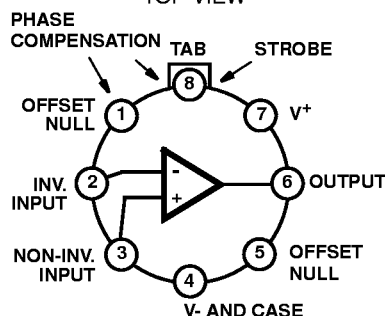 TOP VIEW
PHASE
COMPENSATION
TAB
STROBE
8
OFFSET
NULL
1
7
V+
INV.
INPUT
2
-
+
6
OUTPUT
NON-INV.
INPUT
3
5
OFFSET
NULL
4
V- AND CASE